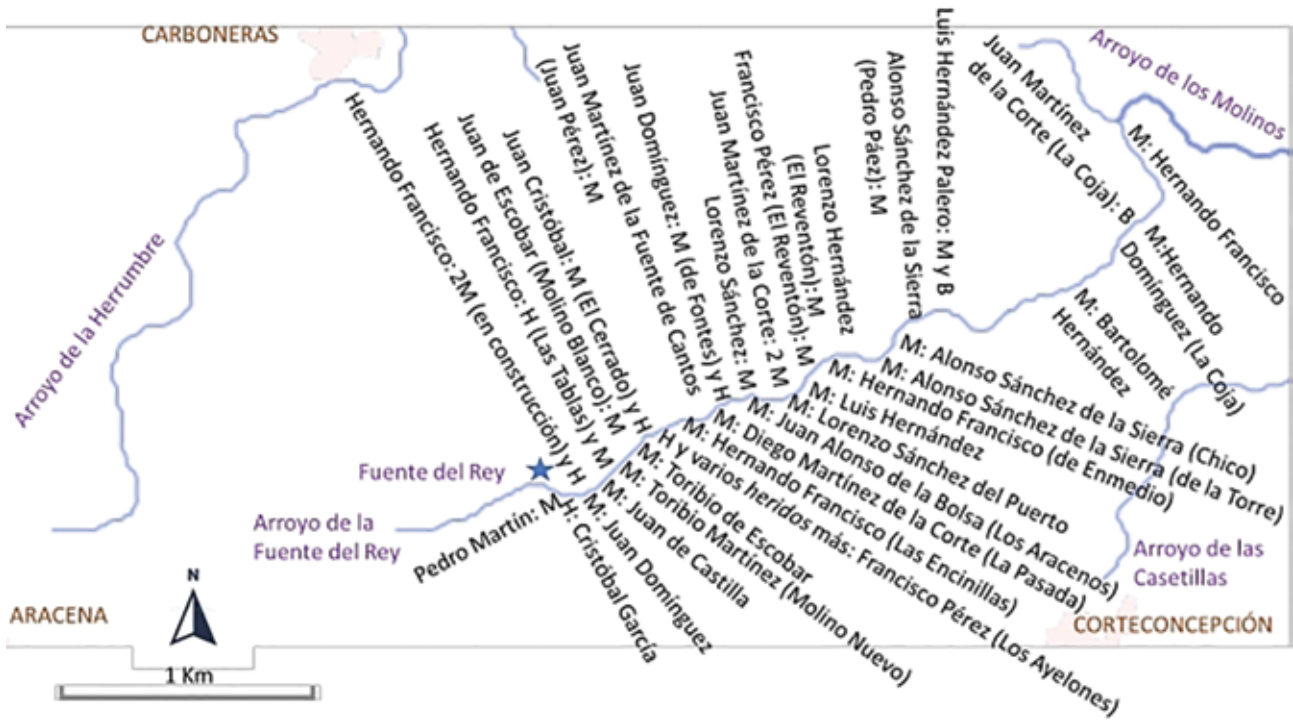 CARBONERAS
Arroyo de la Herrumbre
Hernando Francisco: 2M (en construcción) y H
Hernando Francisco: H (Las Tablas) y M
Juan de Escobar (Molino Blanco): M
Juan Cristóbal: M (El Cerrado) y H
Juan Martínez de la Fuente de Cantos
(Juan Pérez): M
Juan Domínguez: M (de Fontes) y H
Lorenzo Sánchez: M
Juan Martínez de la Corte: 2 M
Francisco Pérez (El Reventón): M
Lorenzo Hernández
(El Reventón): M
Alonso Sánchez de la Sierra
(Pedro Páez): M
Luis Hernández Palero: M y B
Juan Martínez
de la Corte (La Coja): B
Arroyo de los Molinos
M: Hernando Francisco
M:Hernando
Domínguez (La Coja)
M: Bartolomé
Hernández
M: Alonso Sánchez de la Sierra (Chico)
M: Alonso Sánchez de la Sierra (de la Torre)
M: Hernando Francisco (de Enmedio)
M: Luis Hernández
M: Lorenzo Sánchez del Puerto
M: Juan Alonso de la Bolsa (Los Aracenos)
M: Diego Martínez de la Corte (La Pasada)
M: Hernando Francisco (Las Encinillas)
H y varios heridos más: Francisco Pérez (Los Ayelones)
M: Toribio de Escobar
M: Toribio Martínez (Molino Nuevo)
M: Juan de Castilla
M: Juan Domínguez
H: Cristóbal García
Pedro Martín: M
Fuente del Rey
Arroyo de la
Fuente del Rey
Arroyo de las
Casetillas
N
ARACENA
CORTECONCEPCIÓN
1 Km